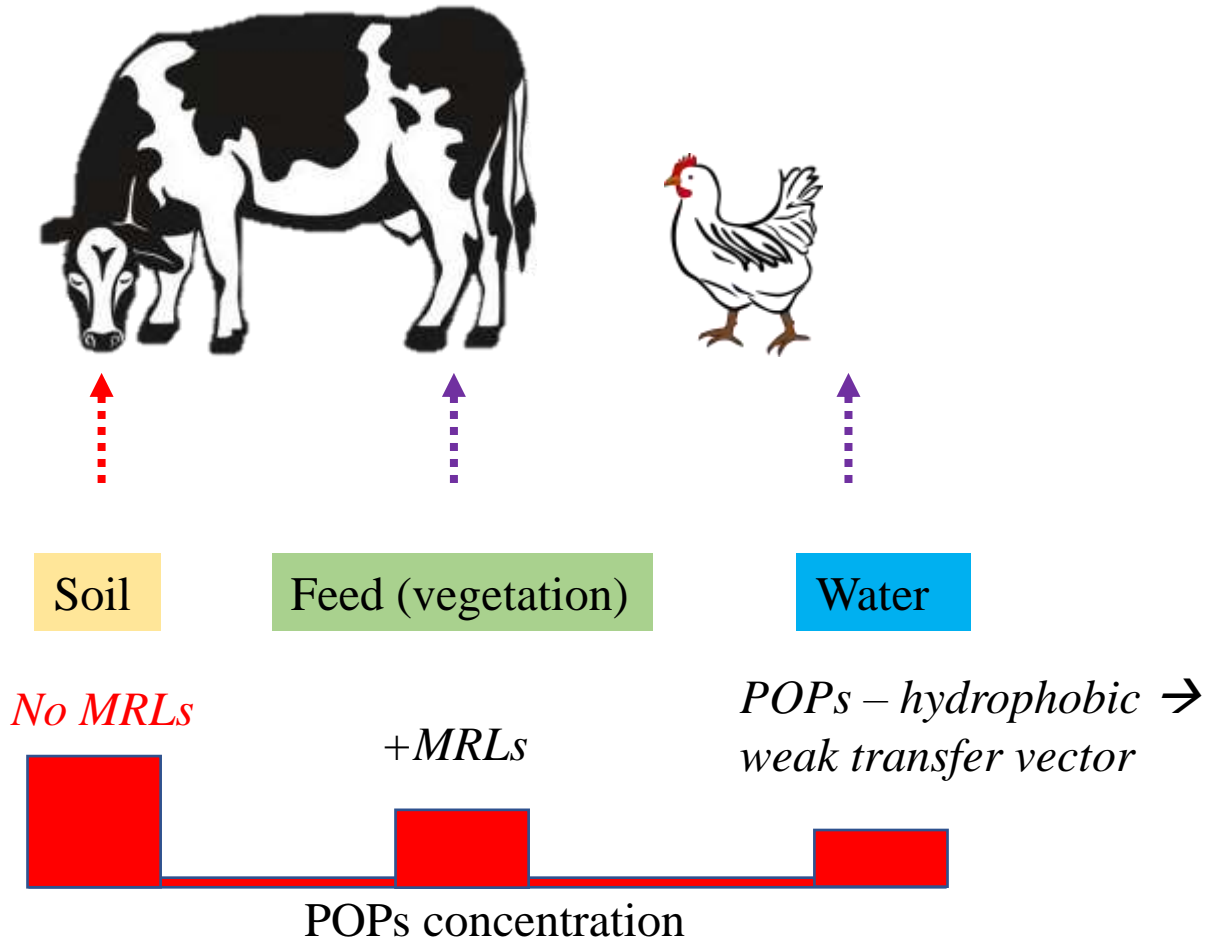 Soil
Feed (vegetation)
Water
No MRLs
+MRLs
POPs – hydrophobic →
weak transfer vector
POPs concentration